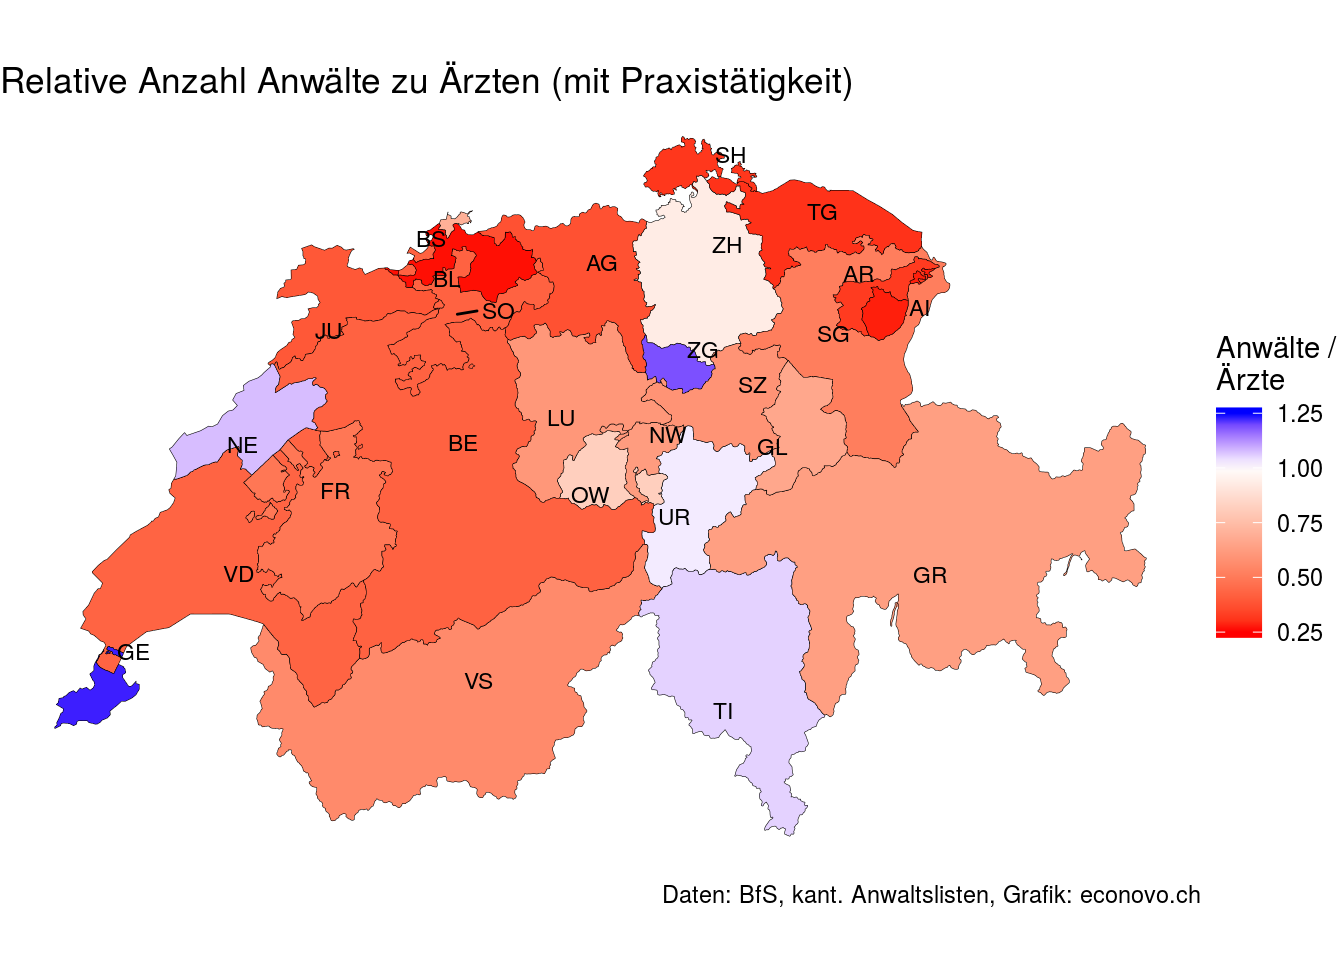 Relative Anzahl Anwälte zu Ärzten (mit Praxistätigkeit)
SH
TG
BS
ZH
AG
AR
BL
AI
SO
JU
SG
ZG
SZ
LU
NE
BE
NW
GL
FR
OW
UR
VD
GR
GE
VS
TI
Anwälte /
Ärzte
1.25
1.00
0.75
0.50
0.25
Daten: BfS, kant. Anwaltslisten, Grafik: econovo.ch